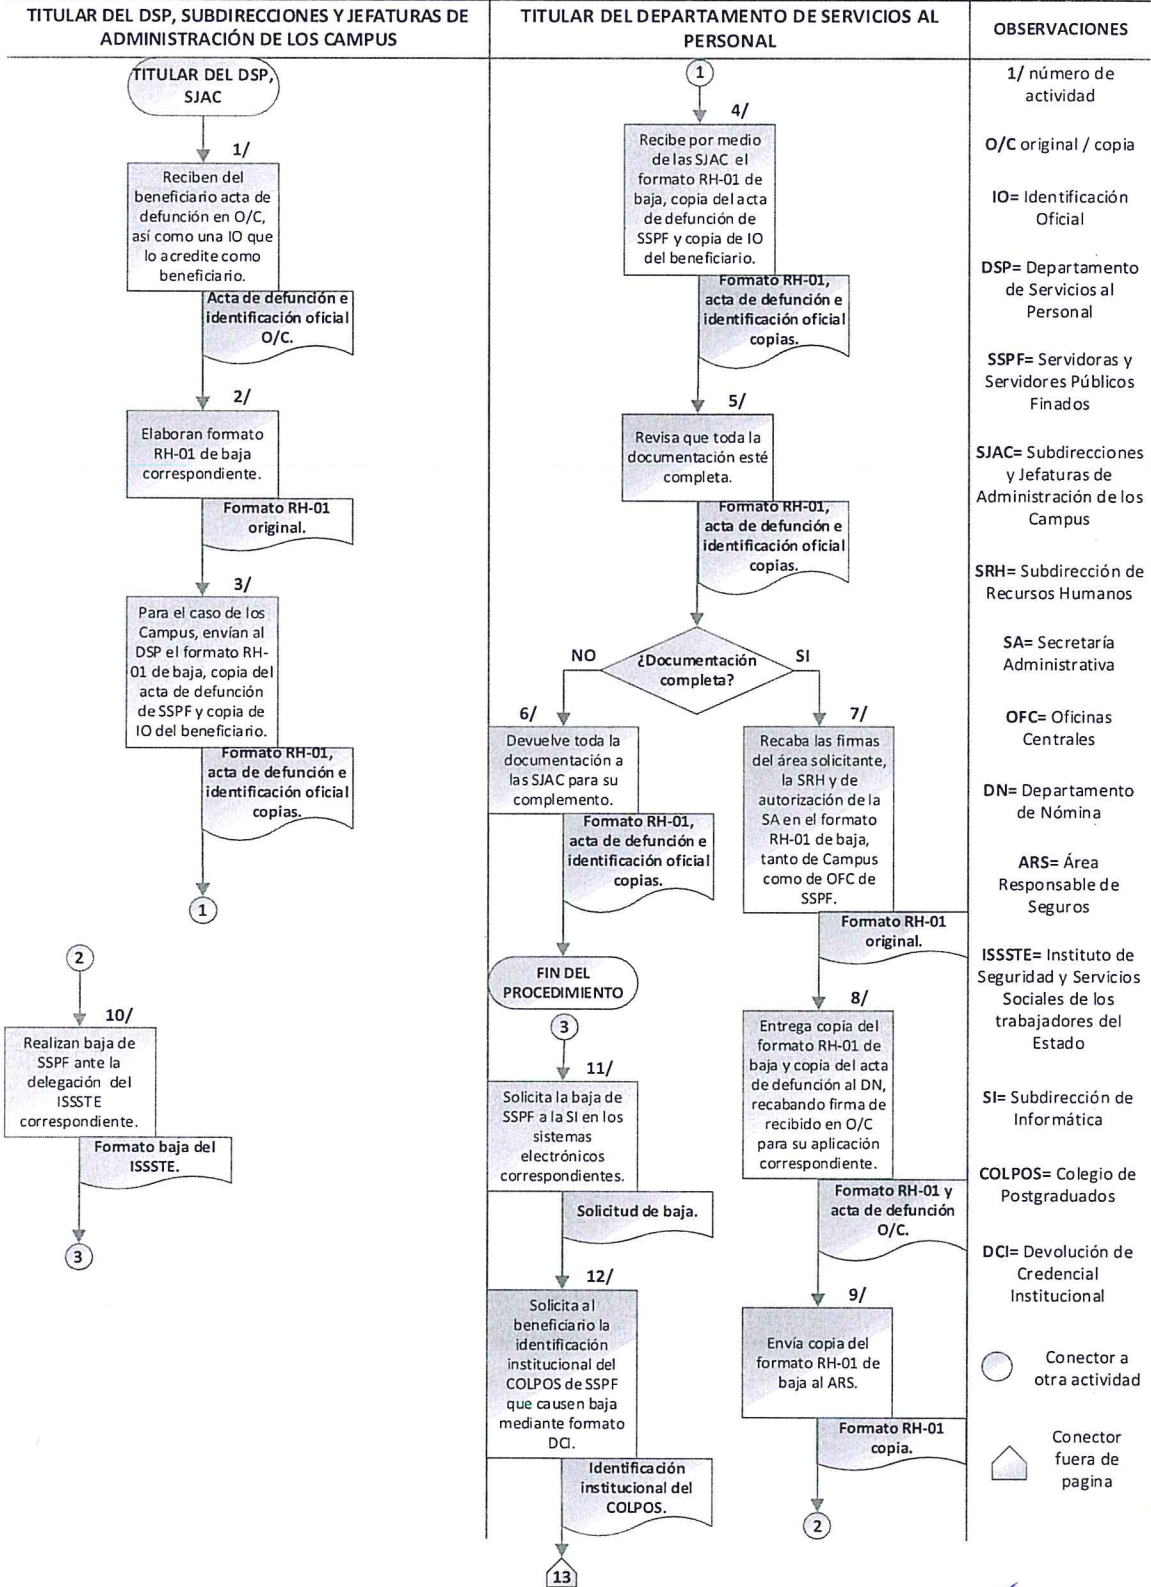 TITULAR DEL DSP, SUBDIRECCIONES Y JEFATURAS DE
ADMINISTRACIÓN DE LOS CAMPUS
TITULAR DEL DSP,
SJAC
1/
Reciben del
beneficiario acta de
defunción en O/C,
así como una IO que
lo acredite como
beneficiario.
Acta de defunción e
identificación oficial
O/C.
2/
Elaboran formato
RH-01 de baja
correspondiente.
Formato RH-01
original.
3/
Para el caso de los
Campus, envían al
DSP el formato RH-
01 de baja, copia del
acta de defunción
de SSPF y copia de
IO del beneficiario.
Formato RH-01,
acta de defunción e
identificación oficial
copias.
1
2
10/
Realizan baja de
SSPF ante la
delegación del
ISSSTE
correspondiente.
Formato baja del
ISSSTE.
3
TITULAR DEL DEPARTAMENTO DE SERVICIOS AL
PERSONAL
1
4/
Recibe por medio
de las SJAC el
formato RH-01 de
baja, copia del acta
de defunción de
SSPF y copia de IO
del beneficiario.
Formato RH-01,
acta de defunción e
identificación oficial
copias.
5/
Revisa que toda la
documentación esté
completa.
Formato RH-01,
acta de defunción e
identificación oficial
copias.
¿Documentación
completa?
NO
SI
6/
Devuelve toda la
documentación a
las SJAC para su
complemento.
Formato RH-01,
acta de defunción e
identificación oficial
copias.
FIN DEL
PROCEDIMIENTO
7/
Recaba las firmas
del área solicitante,
la SRH y de
autorización de la
SA en el formato
RH-01 de baja,
tanto de Campus
como de OFC de
SSPF.
Formato RH-01
original.
8/
Entrega copia del
formato RH-01 de
baja y copia del acta
de defunción al DN,
recabando firma de
recibido en O/C
para su aplicación
correspondiente.
Formato RH-01 y
acta de defunción
O/C.
9/
Envía copia del
formato RH-01 de
baja al ARS.
Formato RH-01
copia.
2
3
11/
Solicita la baja de
SSPF a la SI en los
sistemas
electrónicos
correspondientes.
Solicitud de baja.
12/
Solicita al
beneficiario la
identificación
institucional del
COLPOS de SSPF
que causen baja
mediante formato
DCI.
Identificación
institucional del
COLPOS.
13
OBSERVACIONES
1/ número de
actividad
O/C original / copia
IO= Identificación
Oficial
DSP= Departamento
de Servicios al
Personal
SSPF= Servidoras y
Servidores Públicos
Finados
SJAC= Subdirecciones
y Jefaturas de
Administración de los
Campus
SRH= Subdirección de
Recursos Humanos
SA= Secretaría
Administrativa
OFC= Oficinas
Centrales
DN= Departamento
de Nómina
ARS= Área
Responsable de
Seguros
ISSSTE= Instituto de
Seguridad y Servicios
Sociales de los
trabajadores del
Estado
SI= Subdirección de
Informática
COLPOS= Colegio de
Postgraduados
DCI= Devolución de
Credencial
Institucional
Conector a
otra actividad
Conector
fuera de
pagina